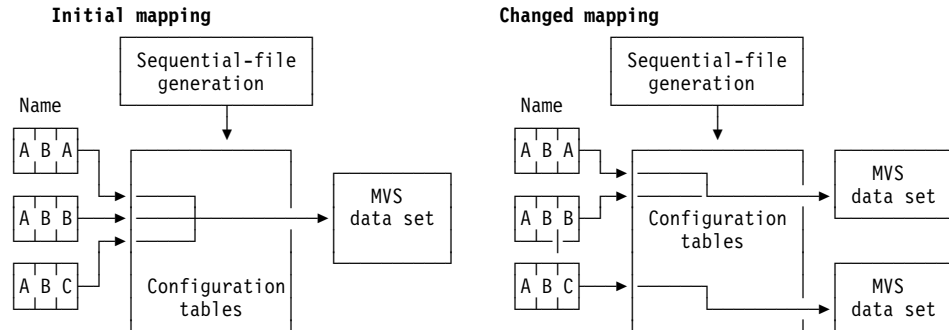 Initial mapping
Sequential-file
generation
Name
A B A
A B B
A B C
MVS
data set
Configuration
tables
Changed mapping
Sequential-file
generation
Name
A B A
A B B
A B C
Configuration
tables
MVS
data set
MVS
data set